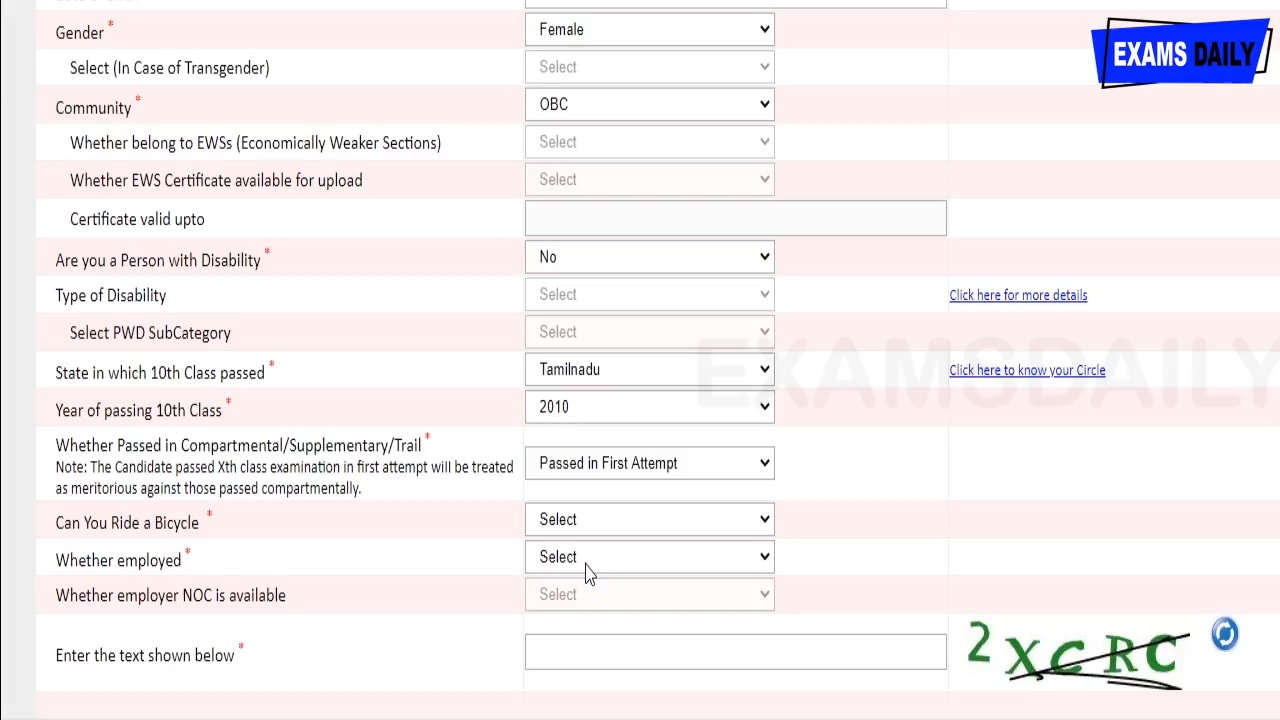 Gender *
Female
EXAMS DAILY
Select (In Case of Transgender)
Select
Community *
OBC
Whether belong to EWSs (Economically Weaker Sections)
Select
Whether EWS Certificate available for upload
Select
Certificate valid upto
Are you a Person with Disability *
No
Type of Disability
Select
Click here for more details
Select PWD SubCategory
Select
EXAMSDAILY
State in which 10th Class passed *
Tamilnadu
Click here to know your Circle
Year of passing 10th Class *
2010
Whether Passed in Compartmental/Supplementary/Trail *
Note: The Candidate passed Xth class examination in first attempt will be treated
as meritorious against those passed compartmentally.
Passed in First Attempt
Can You Ride a Bicycle *
Select
Whether employed *
Select
Whether employer NOC is available
Select
Enter the text shown below *
2XCRC